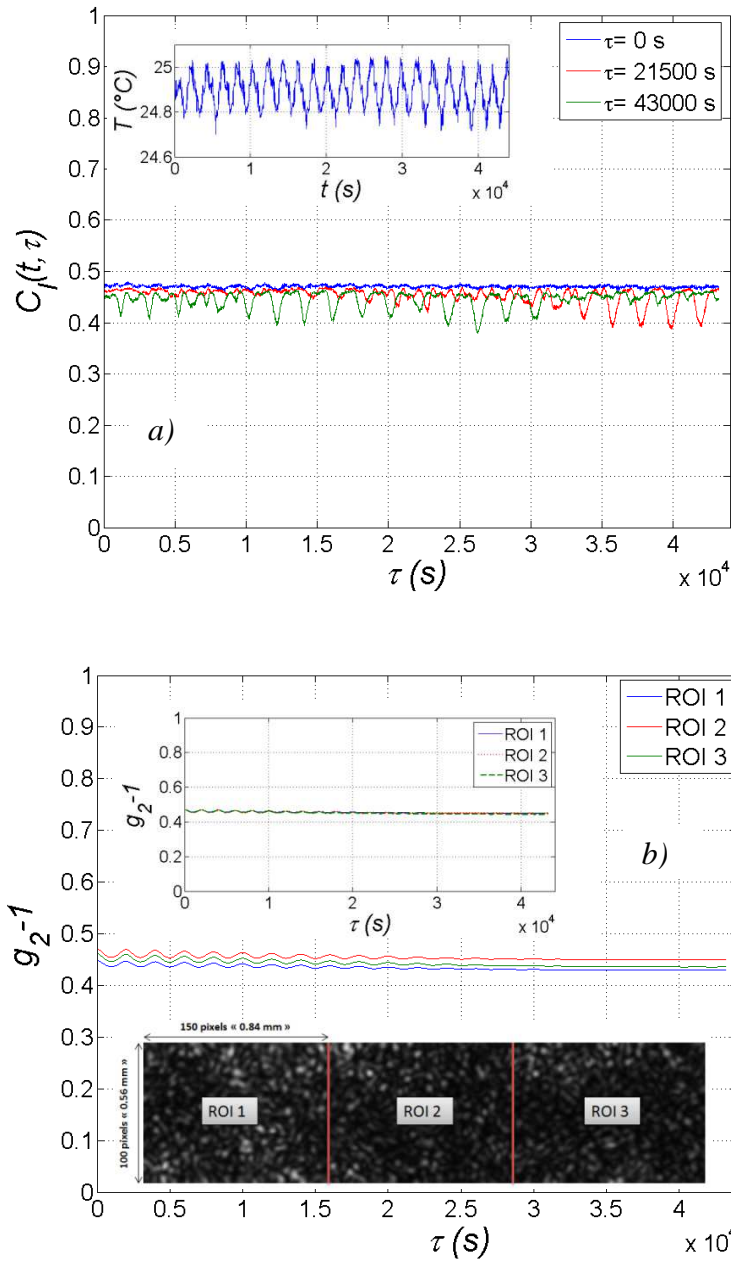 1
0.9
0.8
0.7
0.6
0.5
0.4
0.3
0.2
0.1
0
C_I(t, τ)
τ= 0 s
τ= 21500 s
τ= 43000 s
25
24.8
24.6
T (°C)
0 1 2 3 4
t (s)
x 10^4
a)
0 0.5 1 1.5 2 2.5 3 3.5 4
τ (s)
x 10^4
1
0.9
0.8
0.7
0.6
0.5
0.4
0.3
0.2
0.1
0
g_2-1
ROI 1
ROI 2
ROI 3
1
0.8
0.6
0.4
0.2
0
g_2-1
ROI 1
ROI 2
ROI 3
0 1 2 3 4
τ (s)
x 10^4
b)
150 pixels « 0.84 mm »
100 pixels « 0.56 mm »
ROI 1
ROI 2
ROI 3
0 0.5 1 1.5 2 2.5 3 3.5 4
τ (s)
x 10^4